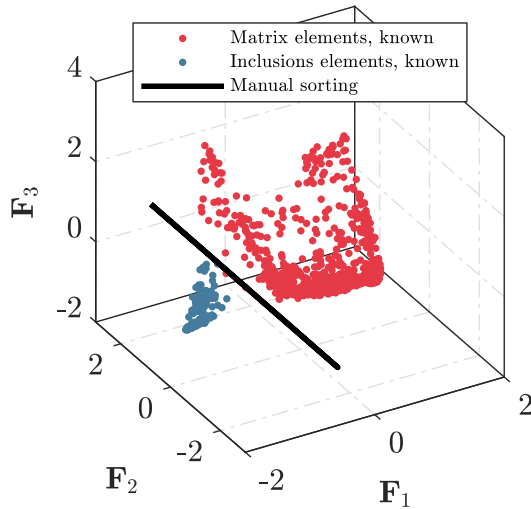 Matrix elements, known
Inclusions elements, known
Manual sorting
4
2
0
-2
F3
2
0
-2
F2
-2
0
2
F1